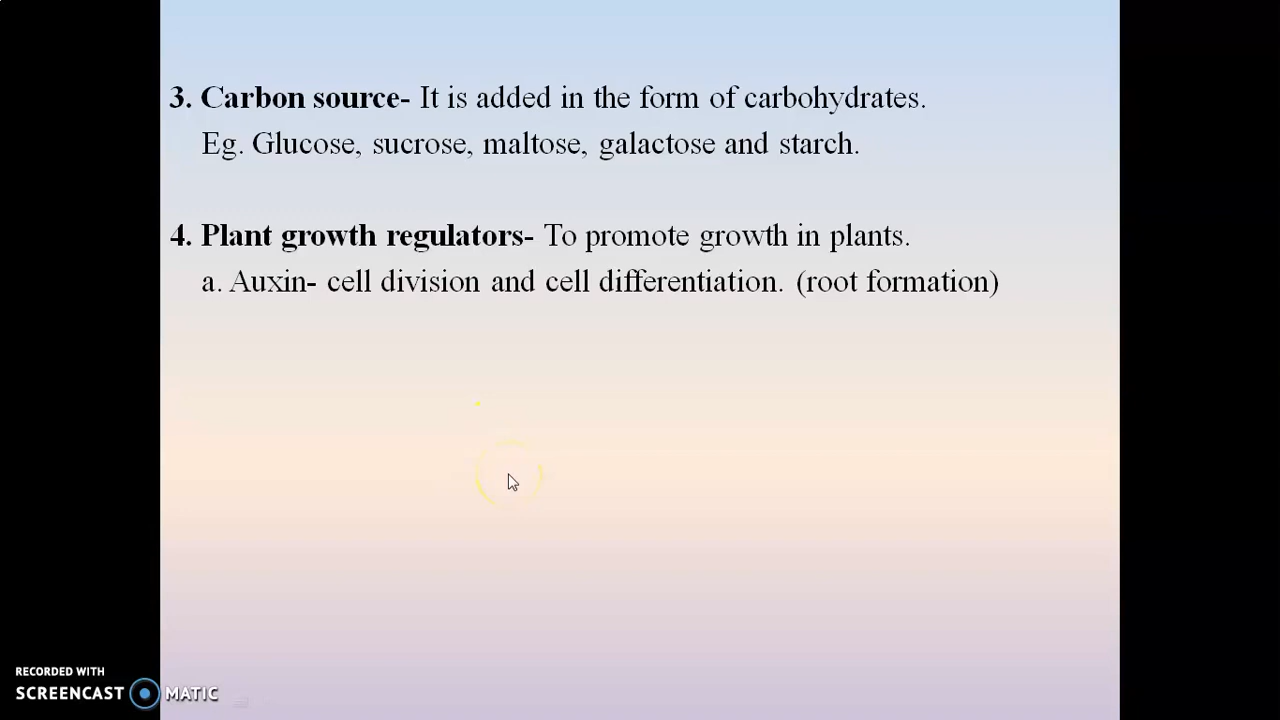 3. Carbon source- It is added in the form of carbohydrates.
Eg. Glucose, sucrose, maltose, galactose and starch.
4. Plant growth regulators- To promote growth in plants.
a. Auxin- cell division and cell differentiation. (root formation)
RECORDED WITH
SCREENCAST MATIC